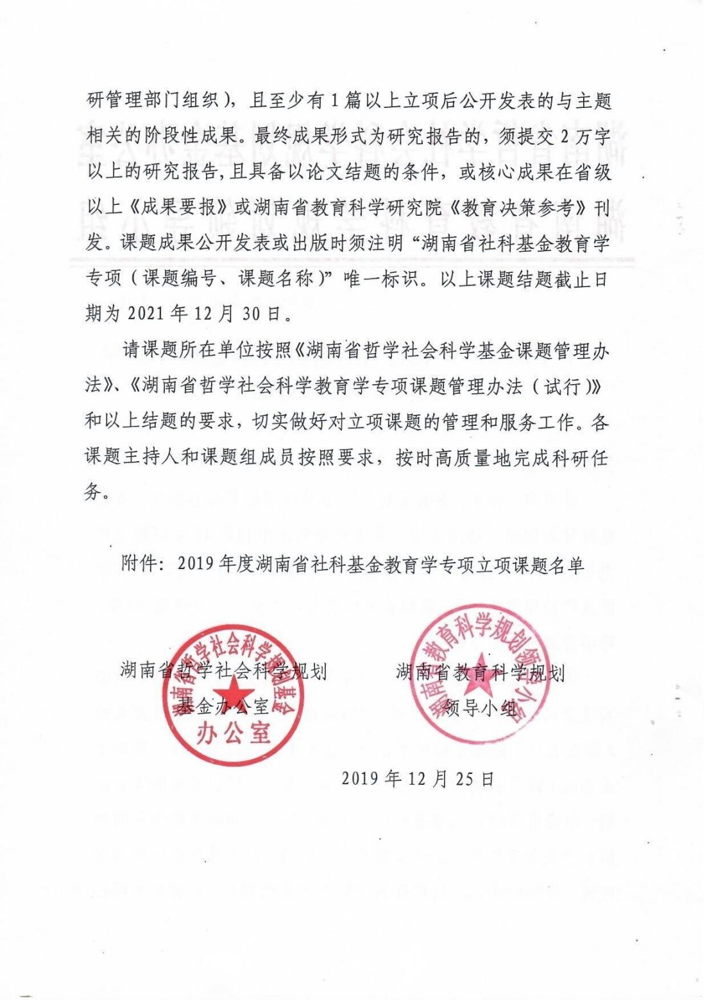 研管理部门组织），且至少有1篇以上立项后公开发表的与主题
相关的阶段性成果。最终成果形式为研究报告的，须提交2万字
以上的研究报告,且具备以论文结题的条件，或核心成果在省级
以上《成果要报》或湖南省教育科学研究院《教育决策参考》刊
发。课题成果公开发表或出版时须注明“湖南省社科基金教育学
专项（课题编号、课题名称）”唯一标识。以上课题结题截止日
期为2021年12月30日。
请课题所在单位按照《湖南省哲学社会科学基金课题管理办
法》、《湖南省哲学社会科学教育学专项课题管理办法（试行）》
和以上结题的要求，切实做好对立项课题的管理和服务工作。各
课题主持人和课题组成员按照要求，按时高质量地完成科研任
务。
附件：2019年度湖南省社科基金教育学专项立项课题名单
湖南省哲学社会科学规划
基金办公室
湖南省教育科学规划
领导小组
湖南省哲学社会科学规划基金
办公室
湖南省教育科学规划领导小组
2019年12月25日